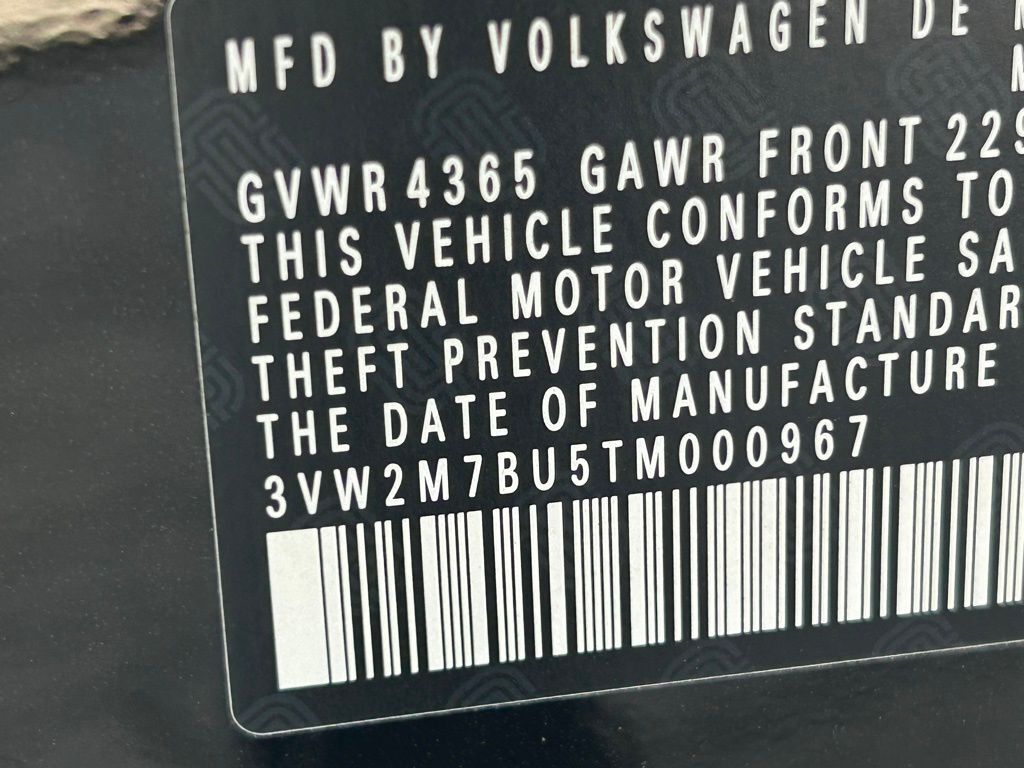 MFD BY VOLKSWAGEN DE
GVWR 4365 GAWR FRONT 229
THIS VEHICLE CONFORMS TO
FEDERAL MOTOR VEHICLE SA
THEFT PREVENTION STANDAR
THE DATE OF MANUFACTURE
3VW2M7BU5TM000967